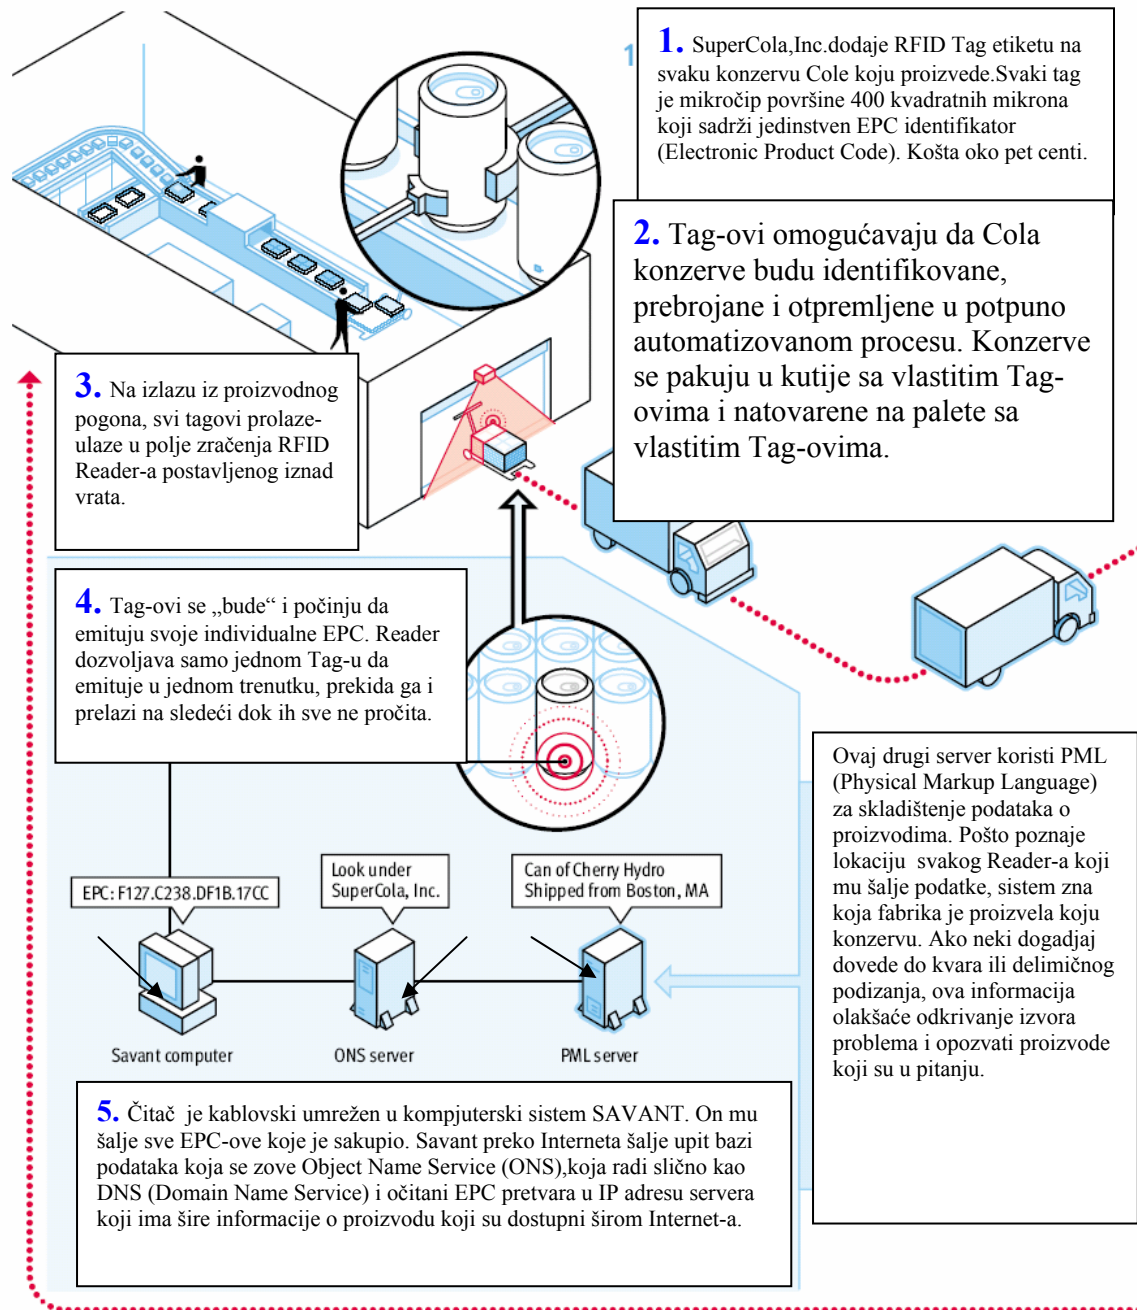 1
1. SuperCola,Inc.dodaje RFID Tag etiketu na
svaku konzervu Cole koju proizvede.Svaki tag
je mikročip površine 400 kvadratnih mikrona
koji sadrži jedinstven EPC identifikator
(Electronic Product Code). Košta oko pet centi.
2. Tag-ovi omogućavaju da Cola
konzerve budu identifikovane,
prebrojane i otpremljene u potpuno
automatizovanom procesu. Konzerve
se pakuju u kutije sa vlastitim Tag-
ovima i natovarene na palete sa
vlastitim Tag-ovima.
3. Na izlazu iz proizvodnog
pogona, svi tagovi prolaze-
ulaze u polje zračenja RFID
Reader-a postavljenog iznad
vrata.
4. Tag-ovi se „bude“ i počinju da
emituju svoje individualne EPC. Reader
dozvoljava samo jednom Tag-u da
emituje u jednom trenutku, prekida ga i
prelazi na sledeći dok ih sve ne pročita.
EPC: F127.C238.DF1B.17CC
Look under
SuperCola, Inc.
Can of Cherry Hydro
Shipped from Boston, MA
Savant computer
ONS server
PML server
5. Čitač  je kablovski umrežen u kompjuterski sistem SAVANT. On mu
šalje sve EPC-ove koje je sakupio. Savant preko Interneta šalje upit bazi
podataka koja se zove Object Name Service (ONS),koja radi slično kao
DNS (Domain Name Service) i očitani EPC pretvara u IP adresu servera
koji ima šire informacije o proizvodu koji su dostupni širom Internet-a.
Ovaj drugi server koristi PML
(Physical Markup Language)
za skladištenje podataka o
proizvodima. Pošto poznaje
lokaciju  svakog Reader-a koji
mu šalje podatke, sistem zna
koja fabrika je proizvela koju
konzervu. Ako neki dogadjaj
dovede do kvara ili delimičnog
podizanja, ova informacija
olakšaće odkrivanje izvora
problema i opozvati proizvode
koji su u pitanju.